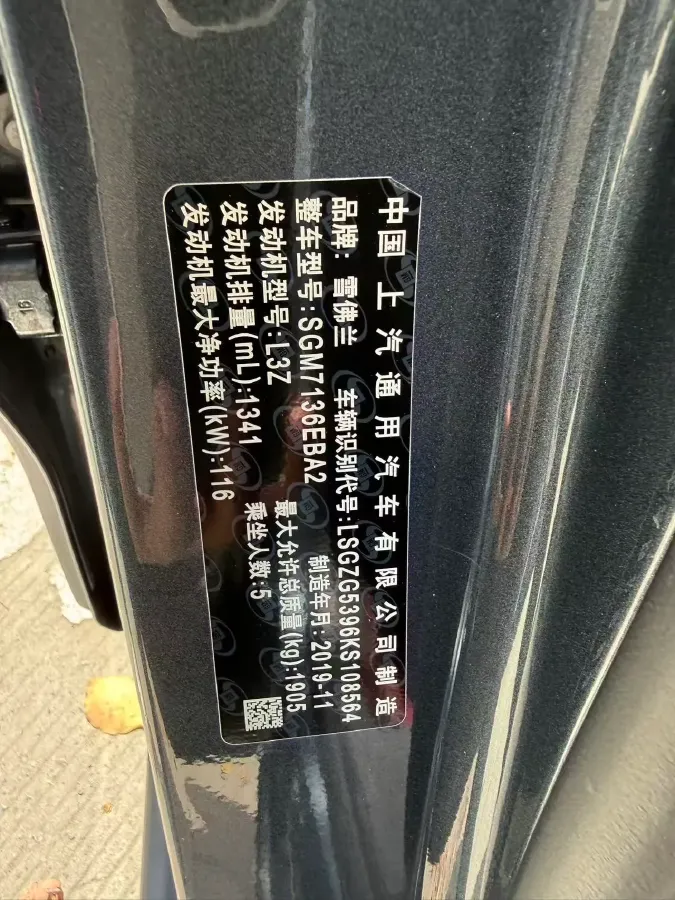 中国上汽通用汽车有限公司制造
品牌: 雪佛兰 车辆识别代号:LSGZG5396KS108564
整车型号:SGM7136EBA2 制造年月:2019-11
发动机型号:L3Z 最大允许总质量(kg):1905
发动机排量(mL):1341 乘坐人数:5
发动机最大净功率(kW):116